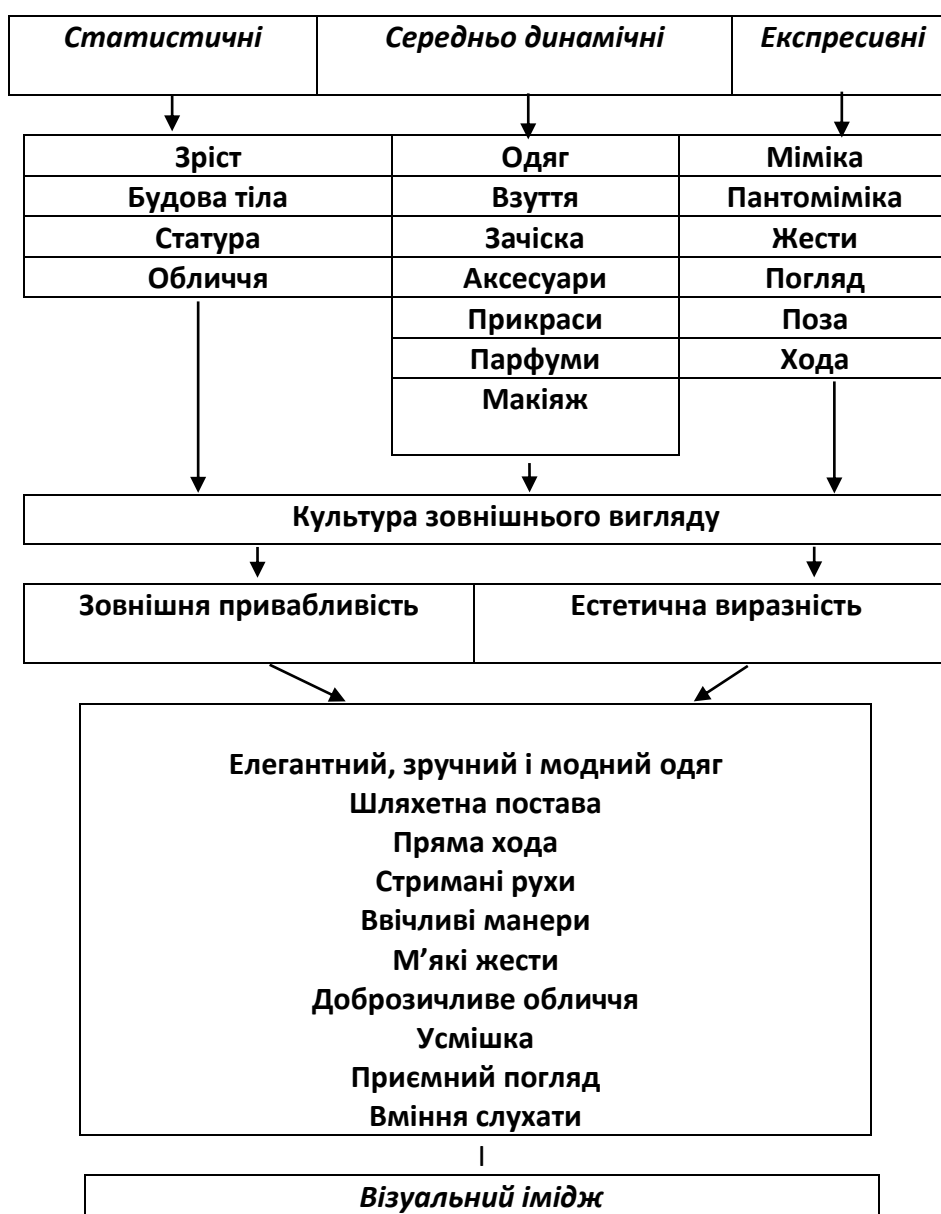 Статистичні Середньо динамічні Експресивні
Зріст Одяг Міміка
Будова тіла Взуття Пантоміміка
Статура Зачіска Жести
Обличчя Аксесуари Погляд
Прикраси Поза
Парфуми Хода
Макіяж
Культура зовнішнього вигляду
Зовнішня привабливість Естетична виразність
Елегантний, зручний і модний одяг
Шляхетна постава
Пряма хода
Стримані рухи
Ввічливі манери
М’які жести
Доброзичливе обличчя
Усмішка
Приємний погляд
Вміння слухати
Візуальний імідж